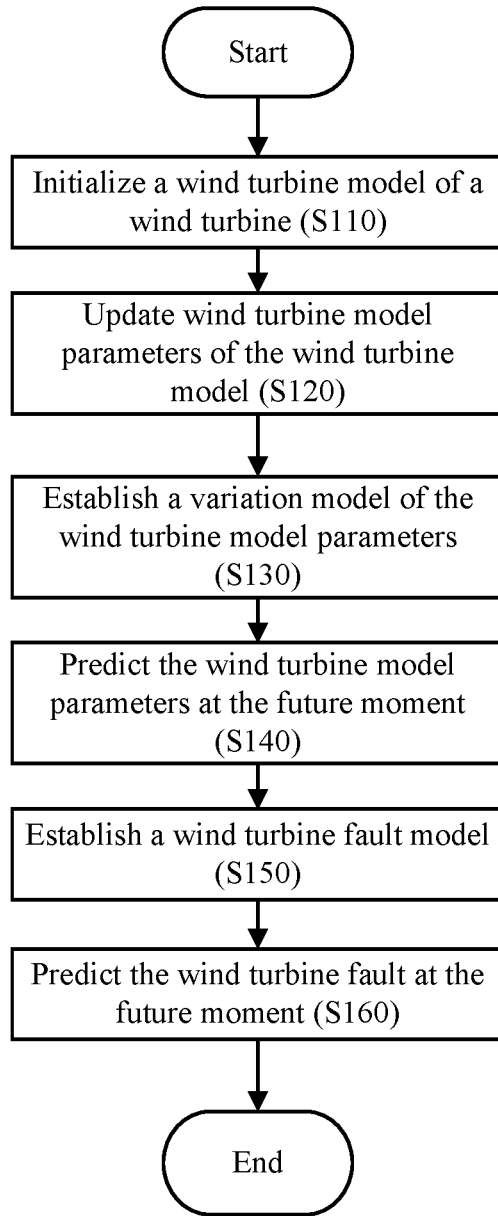 Start
Initialize a wind turbine model of a
wind turbine (S110)
Update wind turbine model
parameters of the wind turbine
model (S120)
Establish a variation model of the
wind turbine model parameters
(S130)
Predict the wind turbine model
parameters at the future moment
(S140)
Establish a wind turbine fault model
(S150)
Predict the wind turbine fault at the
future moment (S160)
End